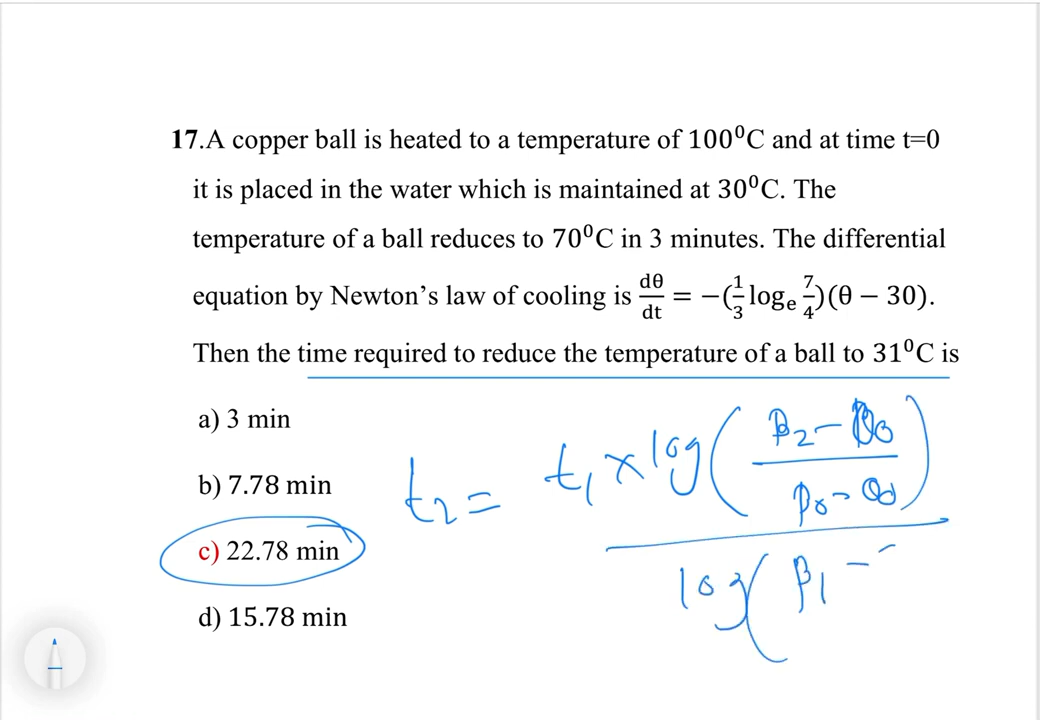 17.A copper ball is heated to a temperature of 100⁰C and at time t=0
it is placed in the water which is maintained at 30⁰C. The
temperature of a ball reduces to 70⁰C in 3 minutes. The differential
equation by Newton’s law of cooling is dθ/dt = −(1/3 logₑ 7/4)(θ − 30).
Then the time required to reduce the temperature of a ball to 31⁰C is
a) 3 min
b) 7.78 min
c) 22.78 min
d) 15.78 min
t₂ = t₁ × log(
log( β₁ −